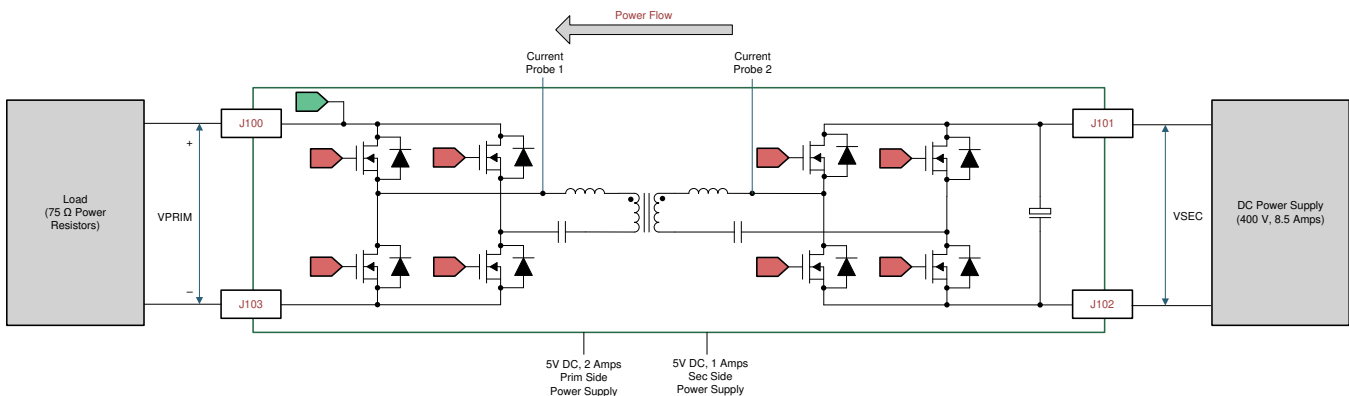 Power Flow
Current
Probe 1
Current
Probe 2
J100
J101
+
Load
(75 Ω Power
Resistors)
VPRIM
VSEC
DC Power Supply
(400 V, 8.5 Amps)
–
J103
J102
5V DC, 2 Amps
Prim Side
Power Supply
5V DC, 1 Amps
Sec Side
Power Supply